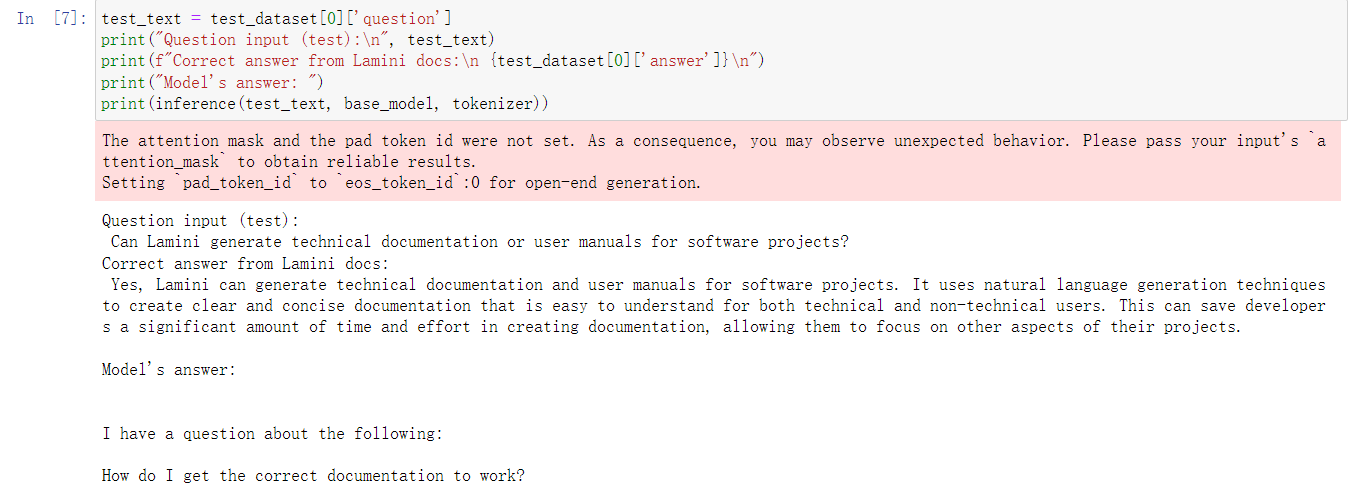 In [7]: test_text = test_dataset[0]['question']
print("Question input (test):\n", test_text)
print(f"Correct answer from Lamini docs:\n {test_dataset[0]['answer']}\n")
print("Model's answer: ")
print(inference(test_text, base_model, tokenizer))
The attention mask and the pad token id were not set. As a consequence, you may observe unexpected behavior. Please pass your input's `a
ttention_mask` to obtain reliable results.
Setting `pad_token_id` to `eos_token_id`:0 for open-end generation.
Question input (test):
Can Lamini generate technical documentation or user manuals for software projects?
Correct answer from Lamini docs:
Yes, Lamini can generate technical documentation and user manuals for software projects. It uses natural language generation techniques
to create clear and concise documentation that is easy to understand for both technical and non-technical users. This can save developer
s a significant amount of time and effort in creating documentation, allowing them to focus on other aspects of their projects.
Model's answer:
I have a question about the following:
How do I get the correct documentation to work?